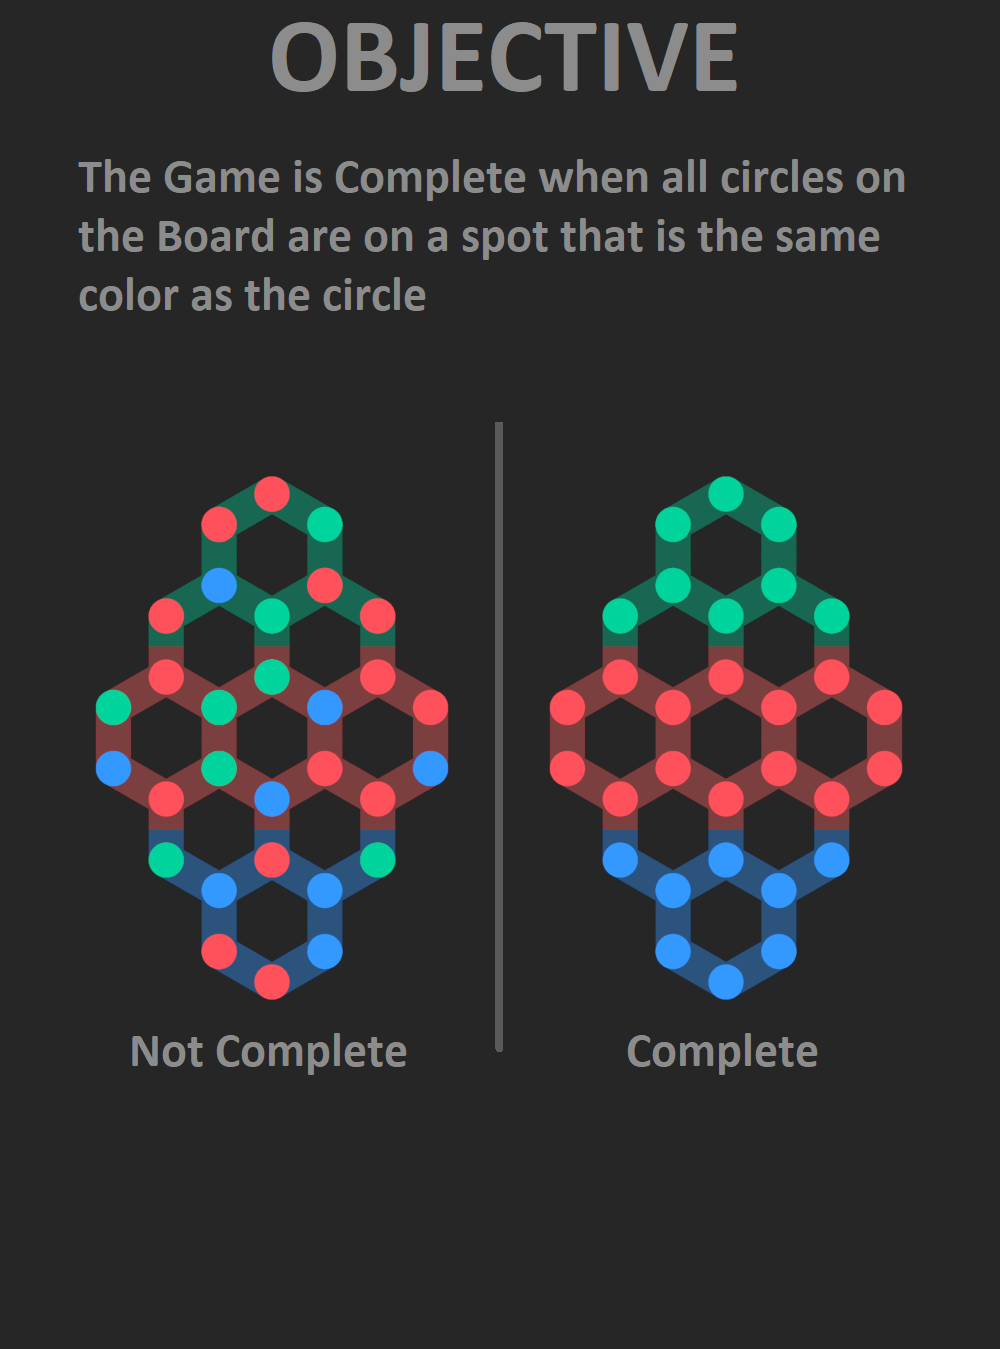 OBJECTIVE
The Game is Complete when all circles on
the Board are on a spot that is the same
color as the circle
Not Complete
Complete